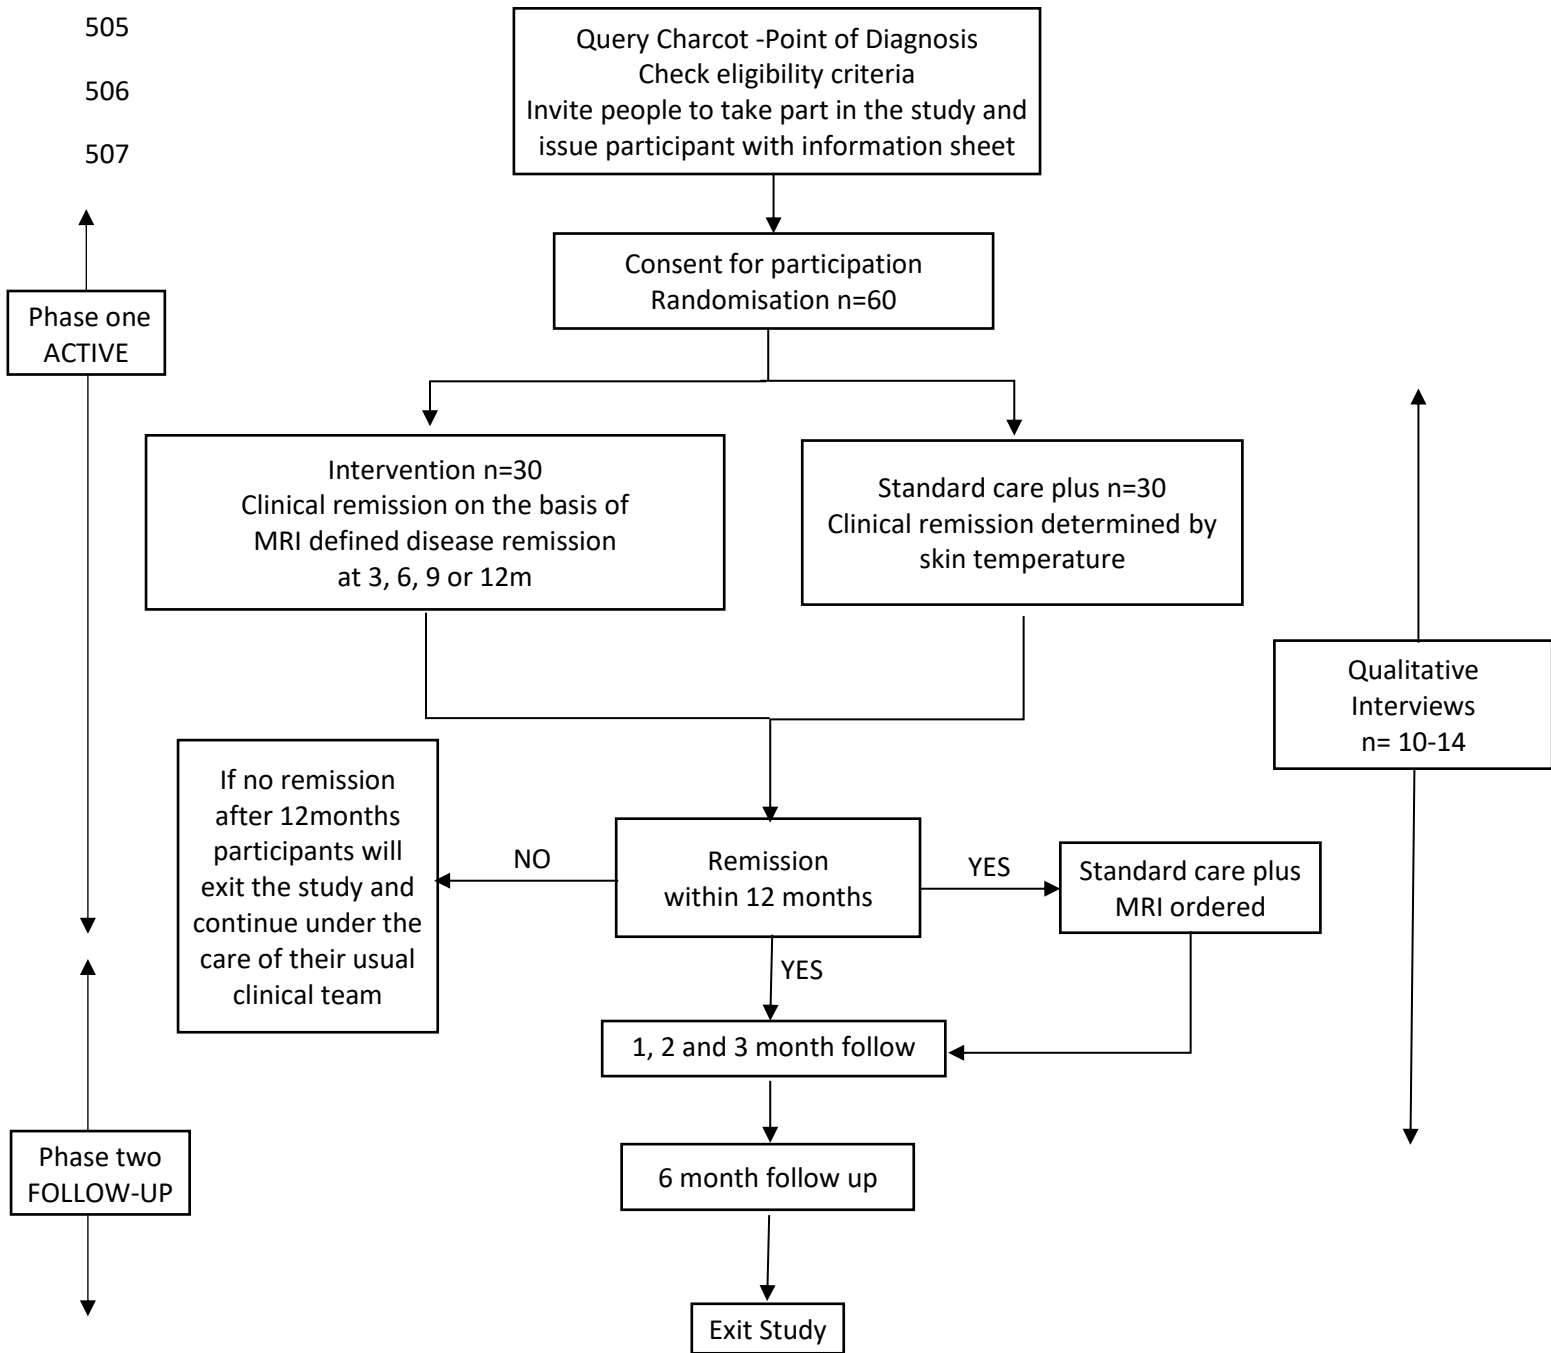 505
506
507
Query Charcot -Point of Diagnosis
Check eligibility criteria
Invite people to take part in the study and
issue participant with information sheet
Consent for participation
Randomisation n=60
Phase one
ACTIVE
Intervention n=30
Clinical remission on the basis of
MRI defined disease remission
at 3, 6, 9 or 12m
Standard care plus n=30
Clinical remission determined by
skin temperature
Qualitative
Interviews
n= 10-14
If no remission
after 12months
participants will
exit the study and
continue under the
care of their usual
clinical team
NO
Remission
within 12 months
YES
Standard care plus
MRI ordered
YES
1, 2 and 3 month follow
Phase two
FOLLOW-UP
6 month follow up
Exit Study